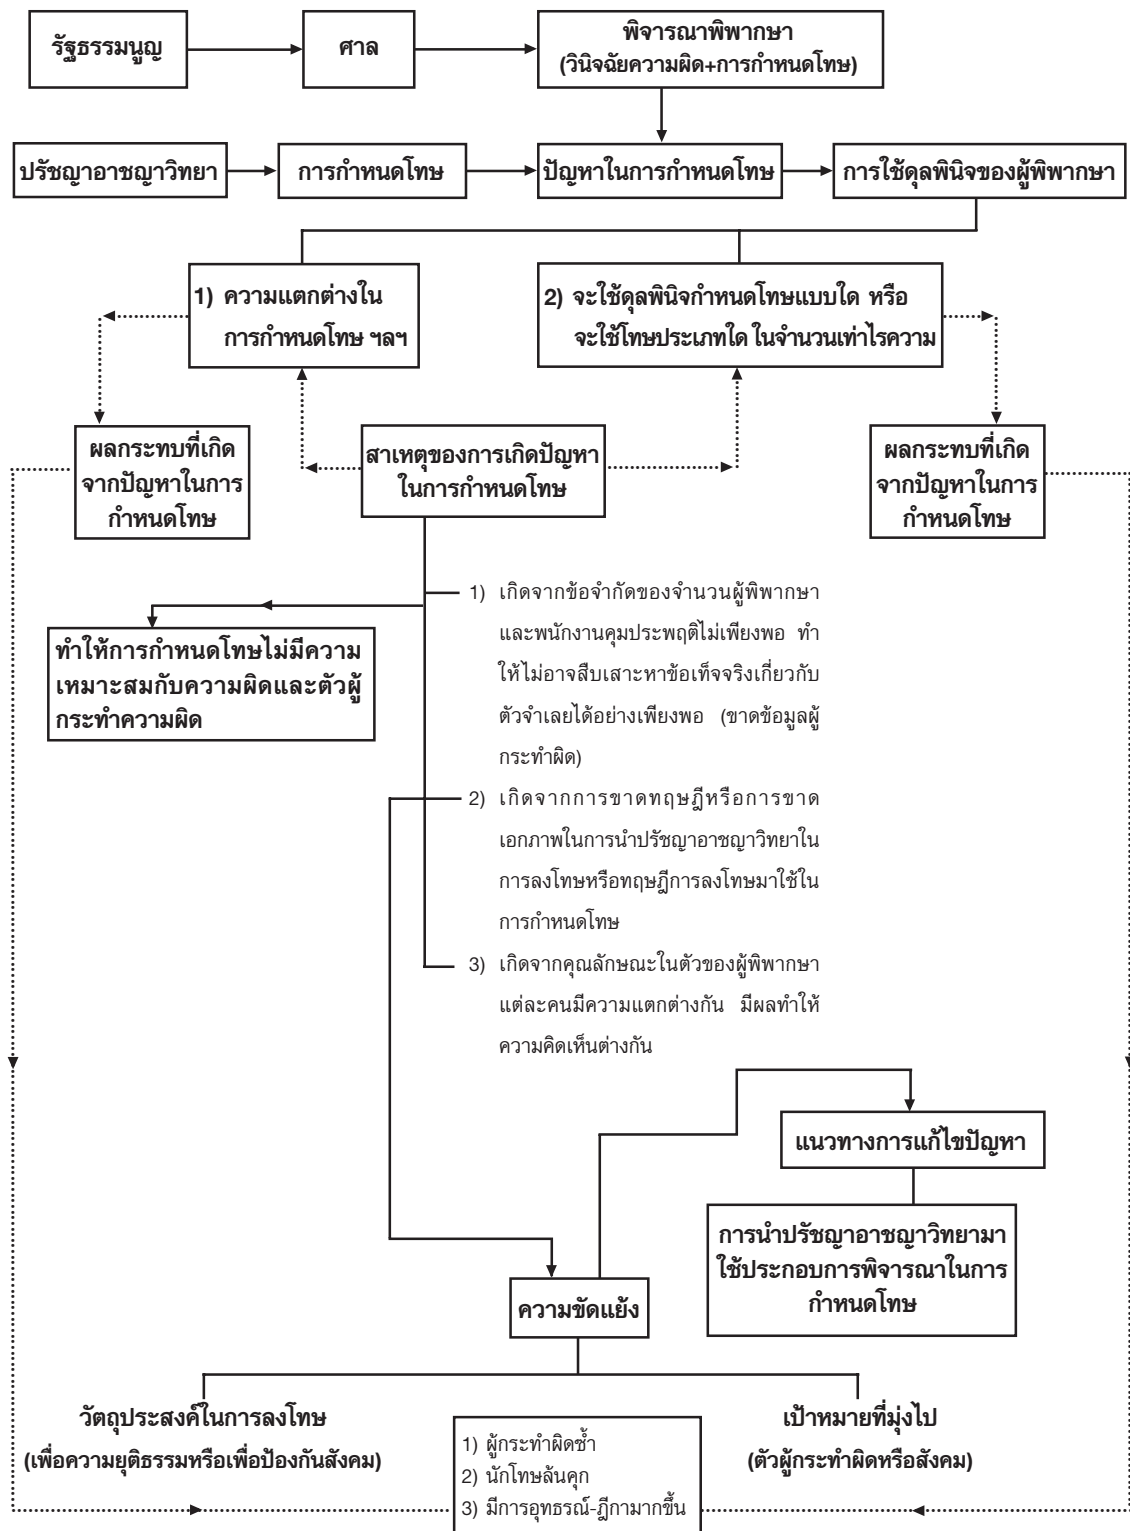 รัฐธรรมนูญ
ศาล
พิจารณาพิพากษา
(วินิจฉัยความผิด+การกำหนดโทษ)
ปรัชญาอาชญาวิทยา
การกำหนดโทษ
ปัญหาในการกำหนดโทษ
การใช้ดุลพินิจของผู้พิพากษา
1) ความแตกต่างใน
การกำหนดโทษ ฯลฯ
2) จะใช้ดุลพินิจกำหนดโทษแบบใด หรือ
จะใช้โทษประเภทใด ในจำนวนเท่าไรความ
ผลกระทบที่เกิด
จากปัญหาในการ
กำหนดโทษ
สาเหตุของการเกิดปัญหา
ในการกำหนดโทษ
ผลกระทบที่เกิด
จากปัญหาในการ
กำหนดโทษ
ทำให้การกำหนดโทษไม่มีความ
เหมาะสมกับความผิดและตัวผู้
กระทำความผิด
1) เกิดจากข้อจำกัดของจำนวนผู้พิพากษา
และพนักงานคุมประพฤติไม่เพียงพอ ทำ
ให้ไม่อาจสืบเสาะหาข้อเท็จจริงเกี่ยวกับ
ตัวจำเลยได้อย่างเพียงพอ (ขาดข้อมูลผู้
กระทำผิด)
2) เกิดจากการขาดทฤษฎีหรือการขาด
เอกภาพในการนำปรัชญาอาชญาวิทยาใน
การลงโทษหรือทฤษฎีการลงโทษมาใช้ใน
การกำหนดโทษ
3) เกิดจากคุณลักษณะในตัวของผู้พิพากษา
แต่ละคนมีความแตกต่างกัน มีผลทำให้
ความคิดเห็นต่างกัน
แนวทางการแก้ไขปัญหา
การนำปรัชญาอาชญาวิทยามา
ใช้ประกอบการพิจารณาในการ
กำหนดโทษ
ความขัดแย้ง
วัตถุประสงค์ในการลงโทษ
(เพื่อความยุติธรรมหรือเพื่อป้องกันสังคม)
เป้าหมายที่มุ่งไป
(ตัวผู้กระทำผิดหรือสังคม)
1) ผู้กระทำผิดซ้ำ
2) นักโทษล้นคุก
3) มีการอุทธรณ์-ฎีกามากขึ้น